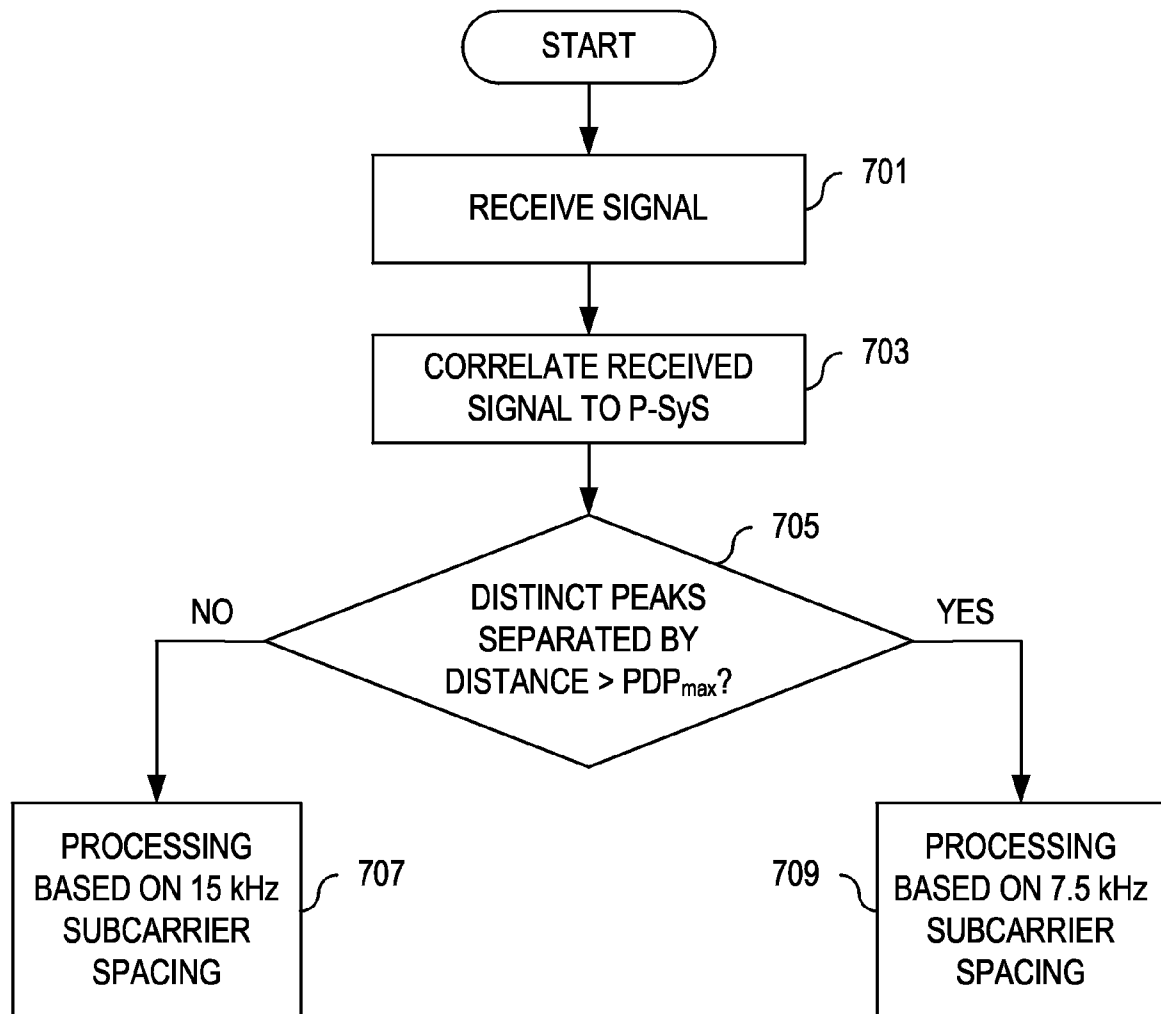 START
RECEIVE SIGNAL
701
CORRELATE RECEIVED
SIGNAL TO P-SyS
703
705
DISTINCT PEAKS
SEPARATED BY
DISTANCE > PDPmax?
NO
YES
PROCESSING
BASED ON 15 kHz
SUBCARRIER
SPACING
707
709
PROCESSING
BASED ON 7.5 kHz
SUBCARRIER
SPACING